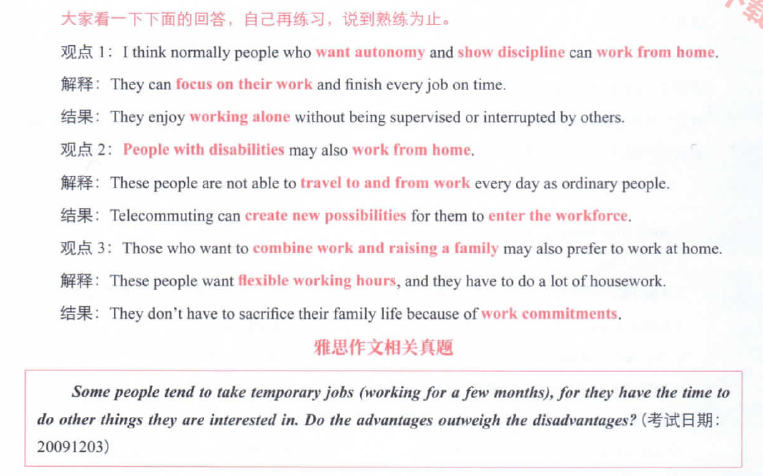 大家看一下下面的回答，自己再练习，说到熟练为止。
观点 1：I think normally people who want autonomy and show discipline can work from home.
解释：They can focus on their work and finish every job on time.
结果：They enjoy working alone without being supervised or interrupted by others.
观点 2：People with disabilities may also work from home.
解释：These people are not able to travel to and from work every day as ordinary people.
结果：Telecommuting can create new possibilities for them to enter the workforce.
观点 3：Those who want to combine work and raising a family may also prefer to work at home.
解释：These people want flexible working hours, and they have to do a lot of housework.
结果：They don't have to sacrifice their family life because of work commitments.
雅思作文相关真题
Some people tend to take temporary jobs (working for a few months), for they have the time to
do other things they are interested in. Do the advantages outweigh the disadvantages? (考试日期：
20091203)